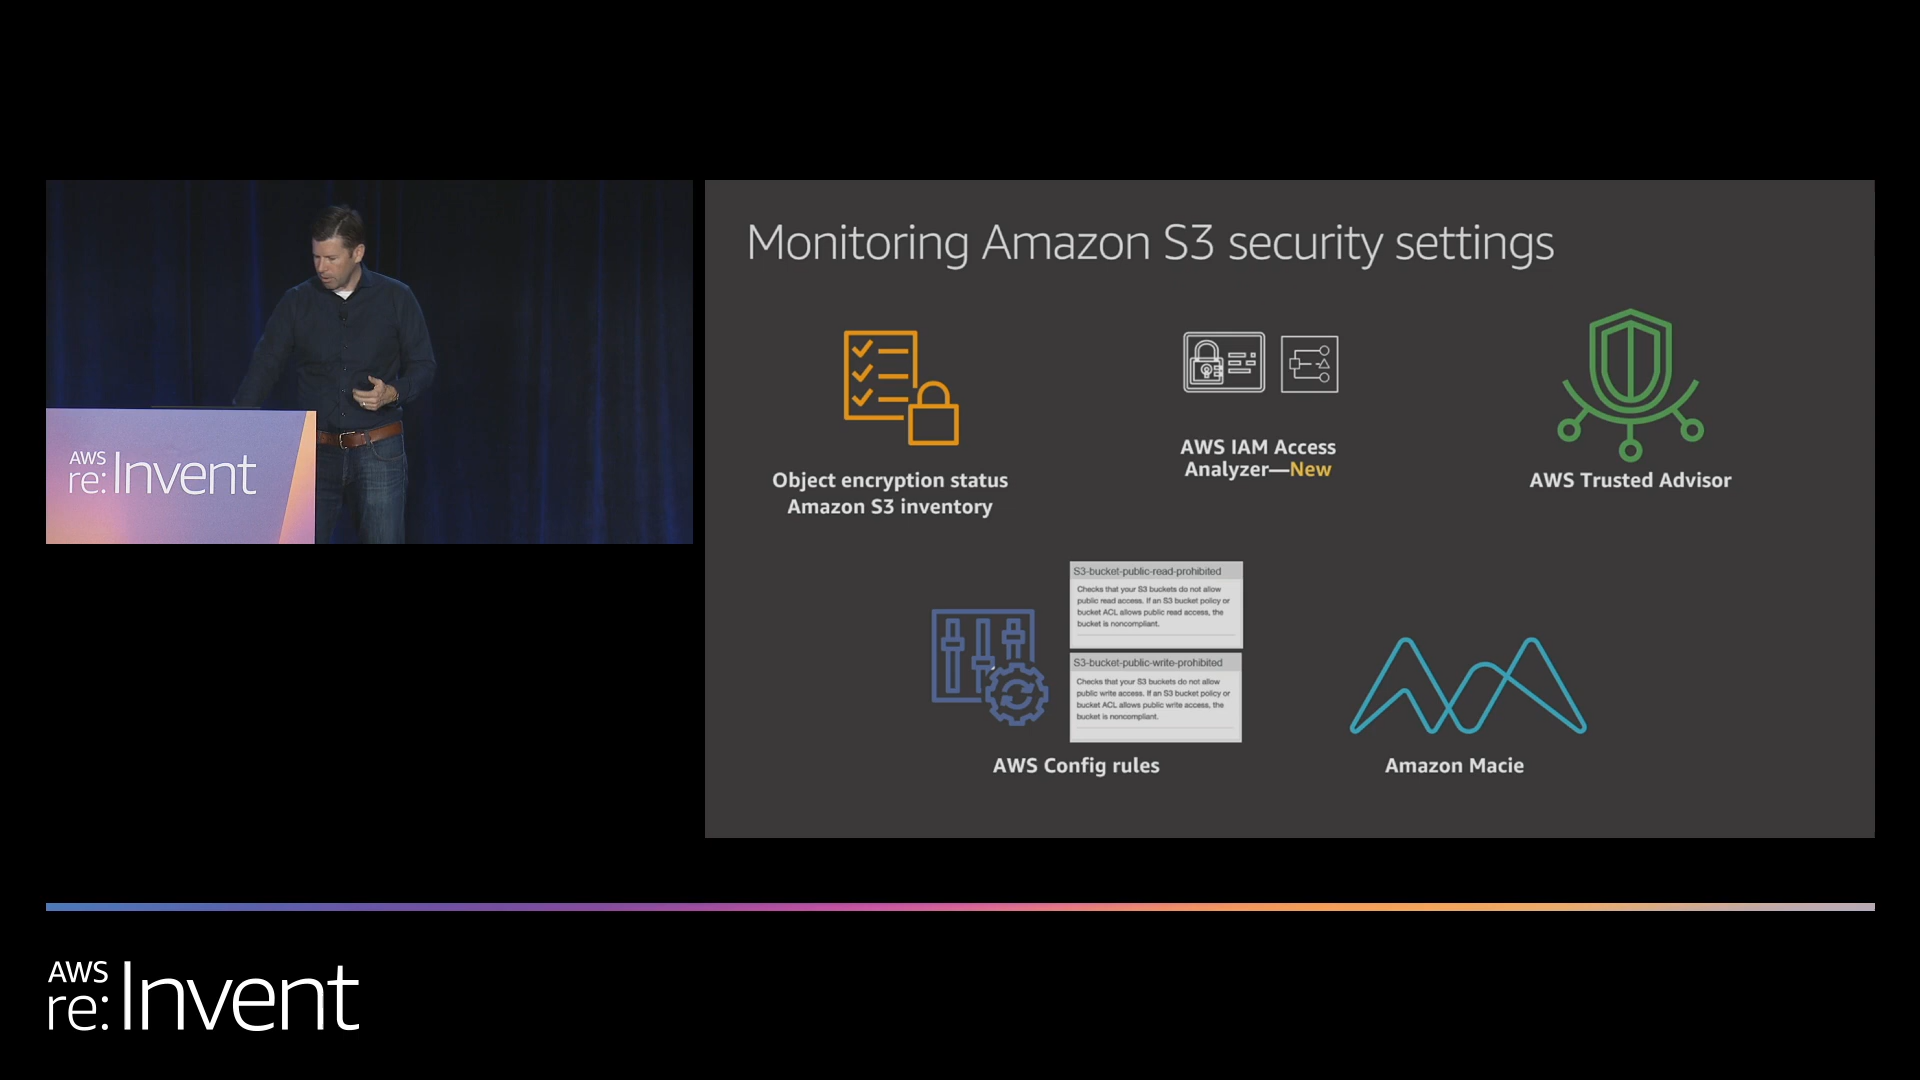 Monitoring Amazon S3 security settings
Object encryption status
Amazon S3 inventory
AWS IAM Access
Analyzer—New
AWS Trusted Advisor
S3-bucket-public-read-prohibited
Checks that your S3 buckets do not allow
public read access. If an S3 bucket policy or
bucket ACL allows public read access, the
bucket is noncompliant.
S3-bucket-public-write-prohibited
Checks that your S3 buckets do not allow
public write access. If an S3 bucket policy or
bucket ACL allows public write access, the
bucket is noncompliant.
AWS Config rules
Amazon Macie
AWS
re:Invent
AWS
re:Invent